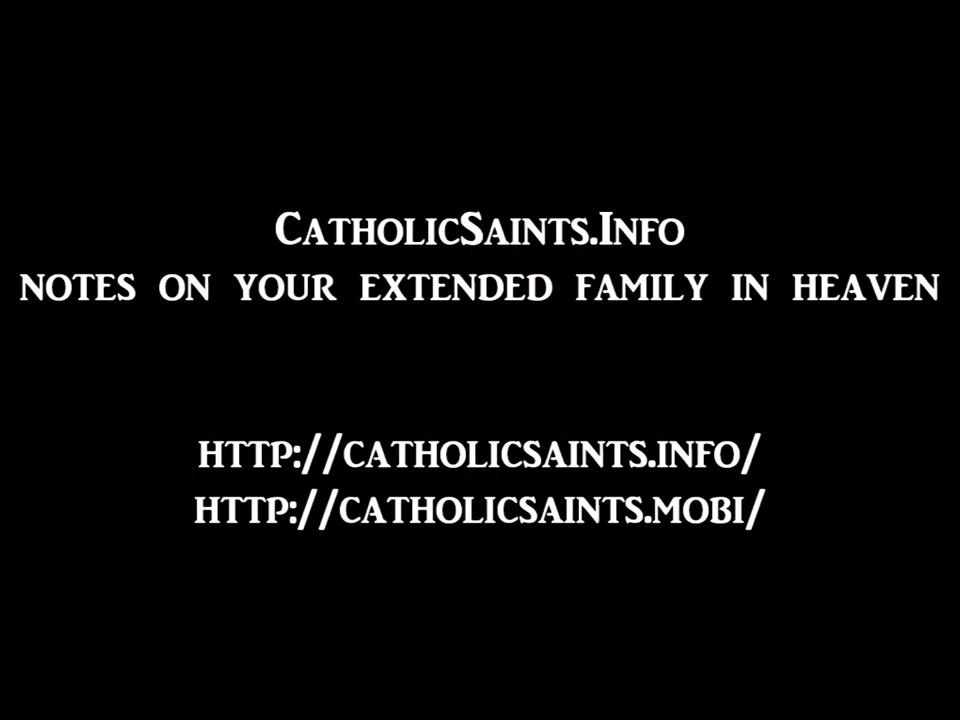 CatholicSaints.Info
notes on your extended family in heaven
http://catholicsaints.info/
http://catholicsaints.mobi/